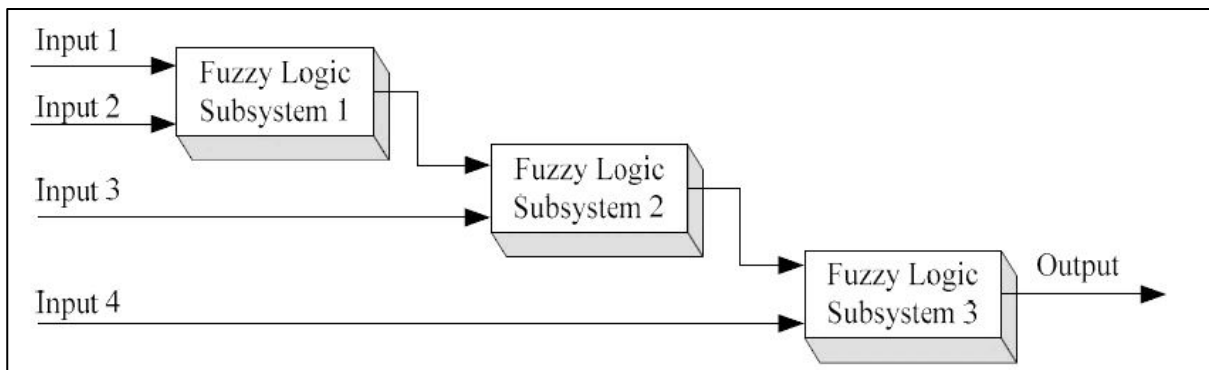 Input 1
Fuzzy Logic
Subsystem 1
Input 2
Fuzzy Logic
Subsystem 2
Input 3
Fuzzy Logic
Subsystem 3
Output
Input 4